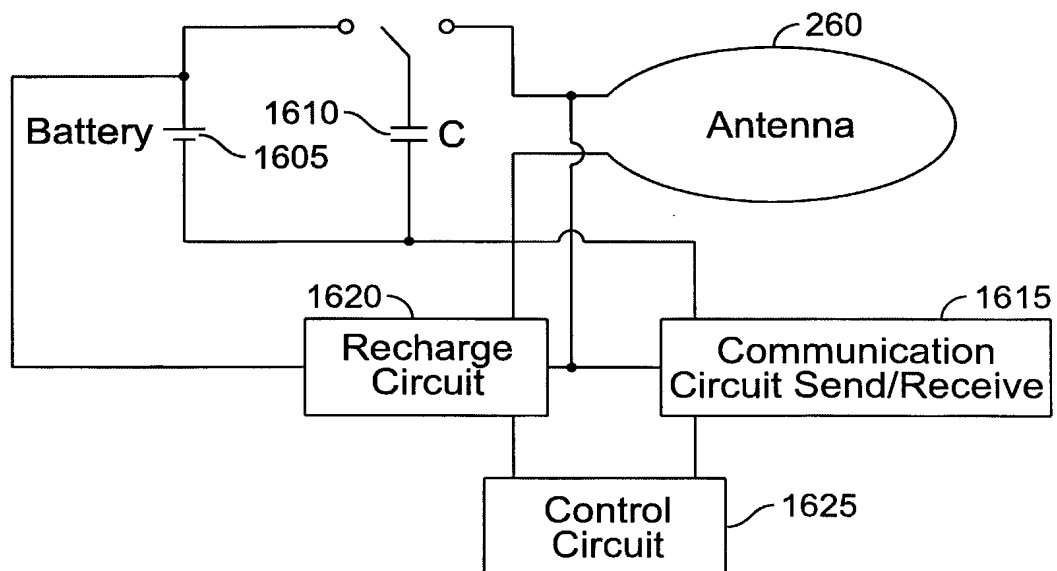 260
1610
C
Antenna
Battery
1605
1620
1615
Recharge
Circuit
Communication
Circuit Send/Receive
Control
Circuit
1625